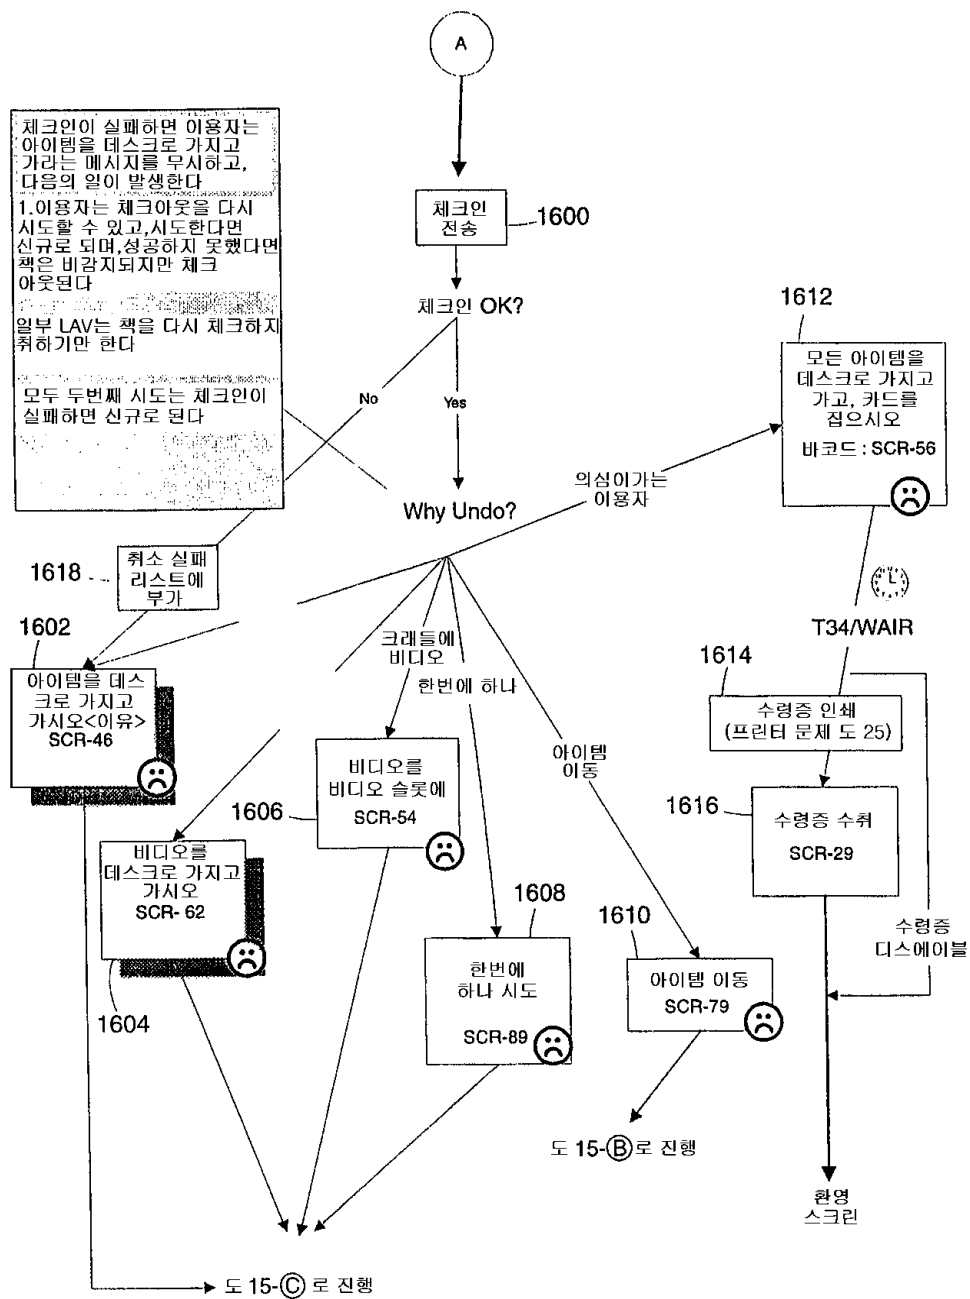 A
체크인이 실패하면 이용자는
아이템을 데스크로 가지고
가라는 메시지를 무시하고,
다음의 일이 발생한다
1.이용자는 체크아웃을 다시
시도할 수 있고,시도한다면
신규로 되며,성공하지 못했다면
책은 비감지되지만 체크
아웃된다
일부 LAV는 책을 다시 체크하지
취하기만 한다
모두 두번째 시도는 체크인이
실패하면 신규로 된다
체크인
전송
1600
체크인 OK?
No
Yes
Why Undo?
의심이가는
이용자
1612
모든 아이템을
데스크로 가지고
가고, 카드를
집으시오
바코드 : SCR-56
T34/WAIR
1618
취소 실패
리스트에
부가
1602
아이템을 데스
크로 가지고
가시오<이유>
SCR-46
크래들에
비디오
한번에 하나
아이템
이동
1614
수령증 인쇄
(프린터 문제 도 25)
1606
비디오를
비디오 슬롯에
SCR-54
1616
수령증 수취
SCR-29
비디오를
데스크로 가지고
가시오
SCR- 62
1604
1608
한번에
하나 시도
SCR-89
1610
아이템 이동
SCR-79
수령증
디스에이블
도 15-Ⓑ로 진행
환영
스크린
도 15-Ⓒ 로 진행